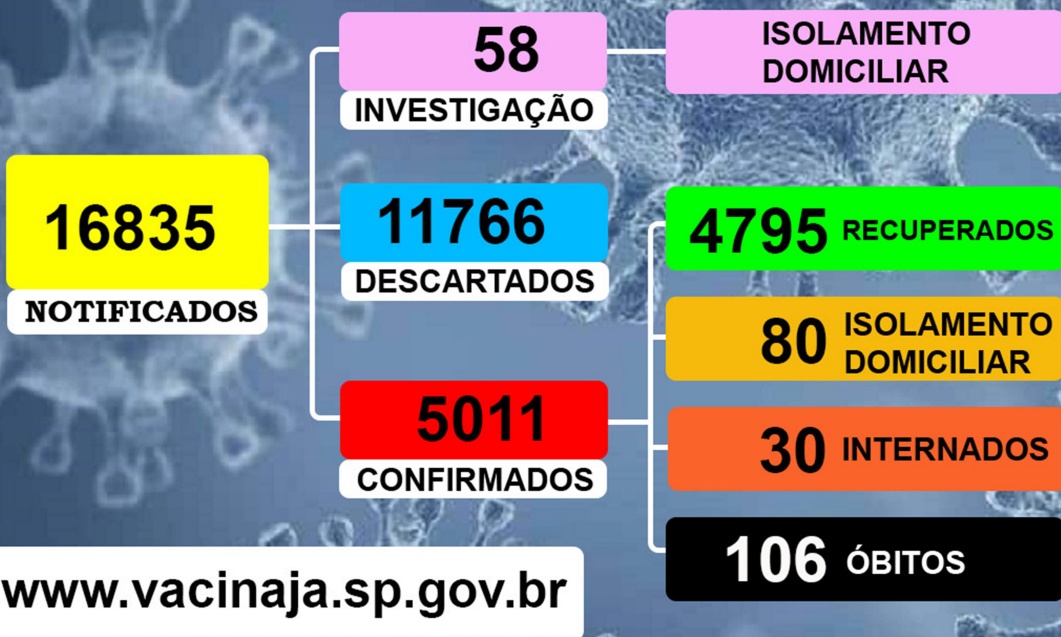 58
INVESTIGAÇÃO
ISOLAMENTO
DOMICILIAR
16835
NOTIFICADOS
11766
DESCARTADOS
5011
CONFIRMADOS
4795 RECUPERADOS
80 ISOLAMENTO
DOMICILIAR
30 INTERNADOS
106 ÓBITOS
www.vacinaja.sp.gov.br